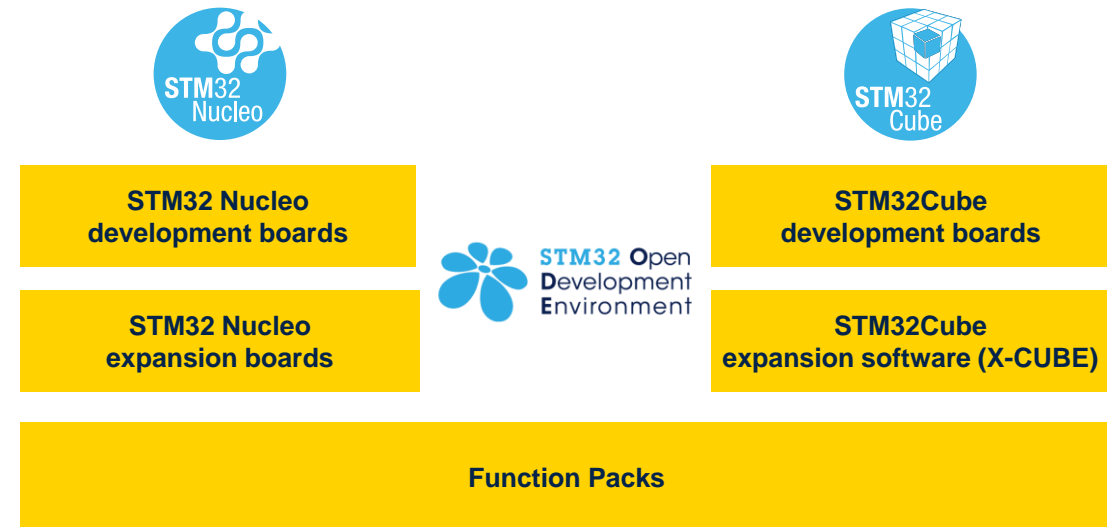 STM32
Nucleo
STM32
Cube
STM32 Nucleo
development boards
STM32Cube
development boards
STM32 Open
Development
Environment
STM32 Nucleo
expansion boards
STM32Cube
expansion software (X-CUBE)
Function Packs